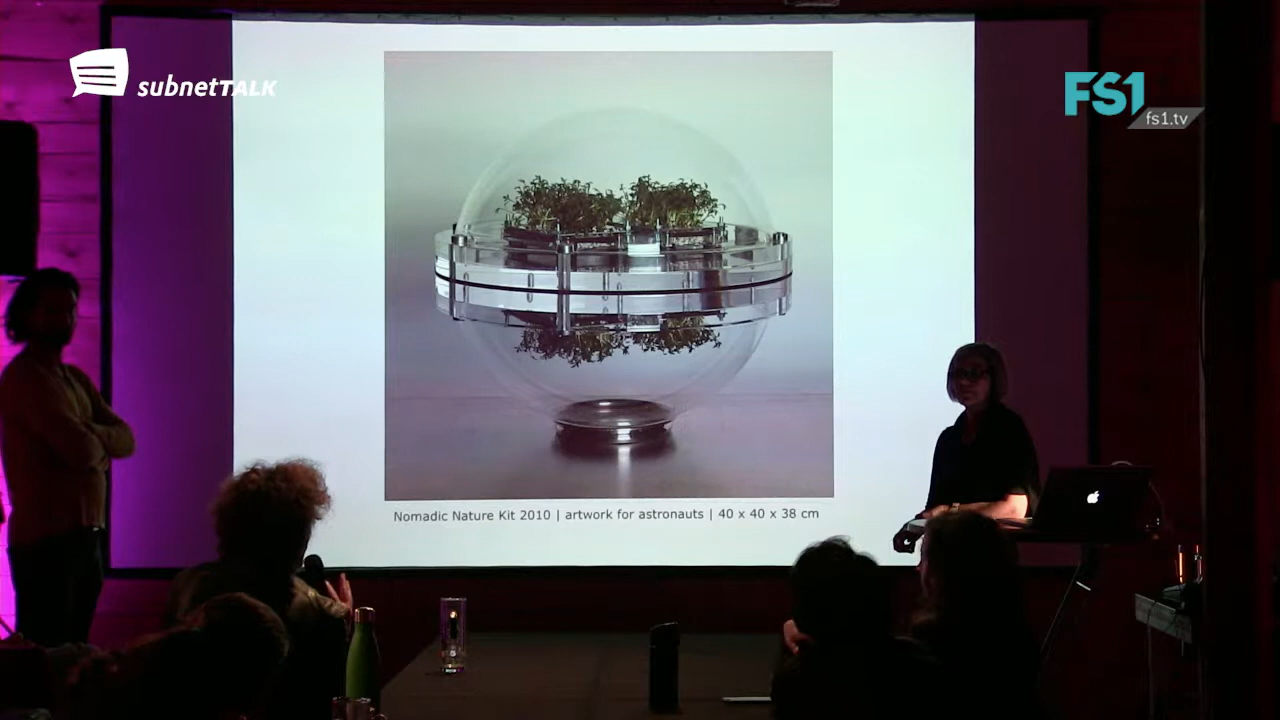 subnetTALK
FS1
fs1.tv
Nomadic Nature Kit 2010 | artwork for astronauts | 40 x 40 x 38 cm